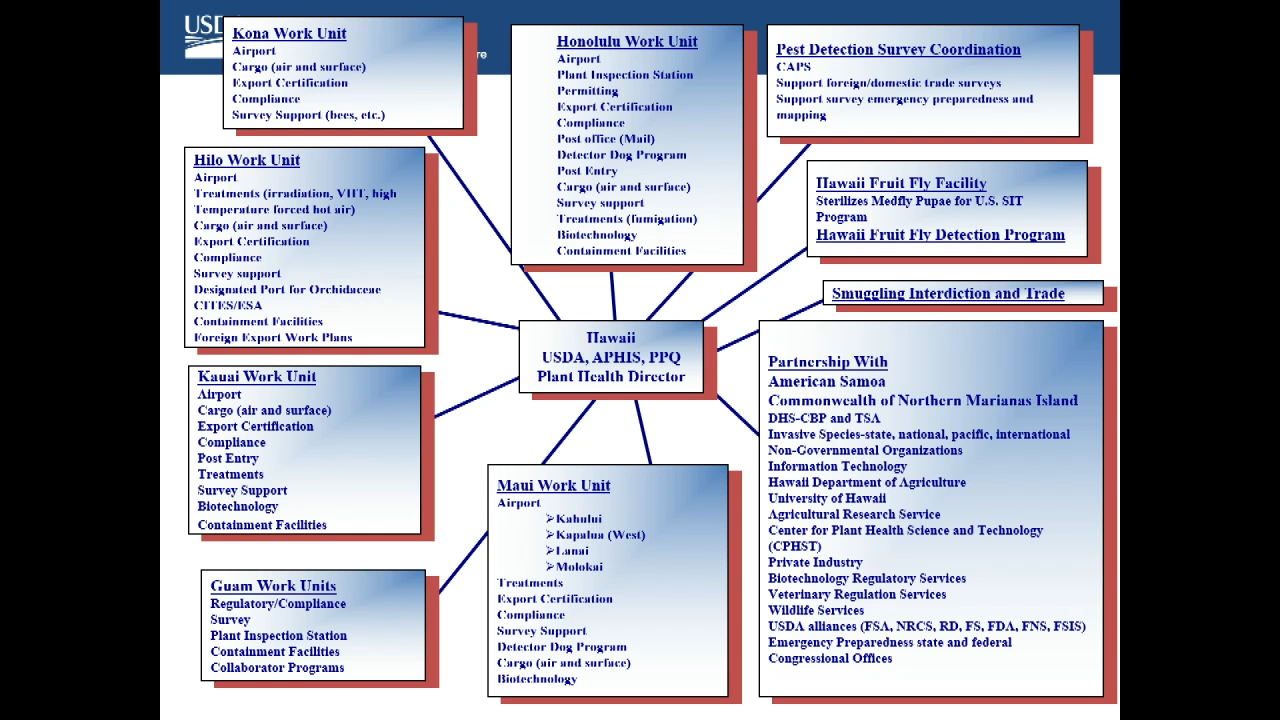 USD
re
Kona Work Unit
Airport
Cargo (air and surface)
Export Certification
Compliance
Survey Support (bees, etc.)
Honolulu Work Unit
Airport
Plant Inspection Station
Permitting
Export Certification
Compliance
Post office (Mail)
Detector Dog Program
Post Entry
Cargo (air and surface)
Survey support
Treatments (fumigation)
Biotechnology
Containment Facilities
Pest Detection Survey Coordination
CAPS
Support foreign/domestic trade surveys
Support survey emergency preparedness and
mapping
Hilo Work Unit
Airport
Treatments (irradiation, VHT, high
Temperature forced hot air)
Cargo (air and surface)
Export Certification
Compliance
Survey support
Designated Port for Orchidaceae
CITES/ESA
Containment Facilities
Foreign Export Work Plans
Hawaii Fruit Fly Facility
Sterilizes Medfly Pupae for U.S. SIT
Program
Hawaii Fruit Fly Detection Program
Smuggling Interdiction and Trade
Hawaii
USDA, APHIS, PPQ
Plant Health Director
Kauai Work Unit
Airport
Cargo (air and surface)
Export Certification
Compliance
Post Entry
Treatments
Survey Support
Biotechnology
Containment Facilities
Guam Work Units
Regulatory/Compliance
Survey
Plant Inspection Station
Containment Facilities
Collaborator Programs
Maui Work Unit
Airport
➢Kahului
➢Kapalua (West)
➢Lanai
➢Molokai
Treatments
Export Certification
Compliance
Survey Support
Detector Dog Program
Cargo (air and surface)
Biotechnology
Partnership With
American Samoa
Commonwealth of Northern Marianas Island
DHS-CBP and TSA
Invasive Species-state, national, pacific, international
Non-Governmental Organizations
Information Technology
Hawaii Department of Agriculture
University of Hawaii
Agricultural Research Service
Center for Plant Health Science and Technology
(CPHST)
Private Industry
Biotechnology Regulatory Services
Veterinary Regulation Services
Wildlife Services
USDA alliances (FSA, NRCS, RD, FS, FDA, FNS, FSIS)
Emergency Preparedness state and federal
Congressional Offices